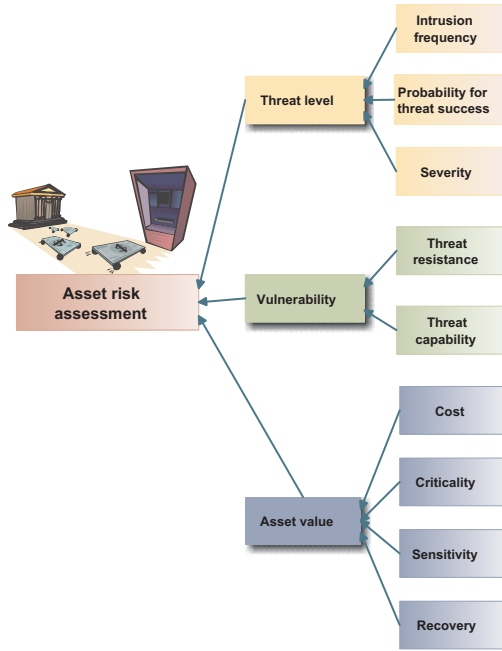 Intrusion
frequency
Threat level
Probability for
threat success
Severity
Asset risk
assessment
Vulnerability
Threat
resistance
Threat
capability
Cost
Criticality
Asset value
Sensitivity
Recovery